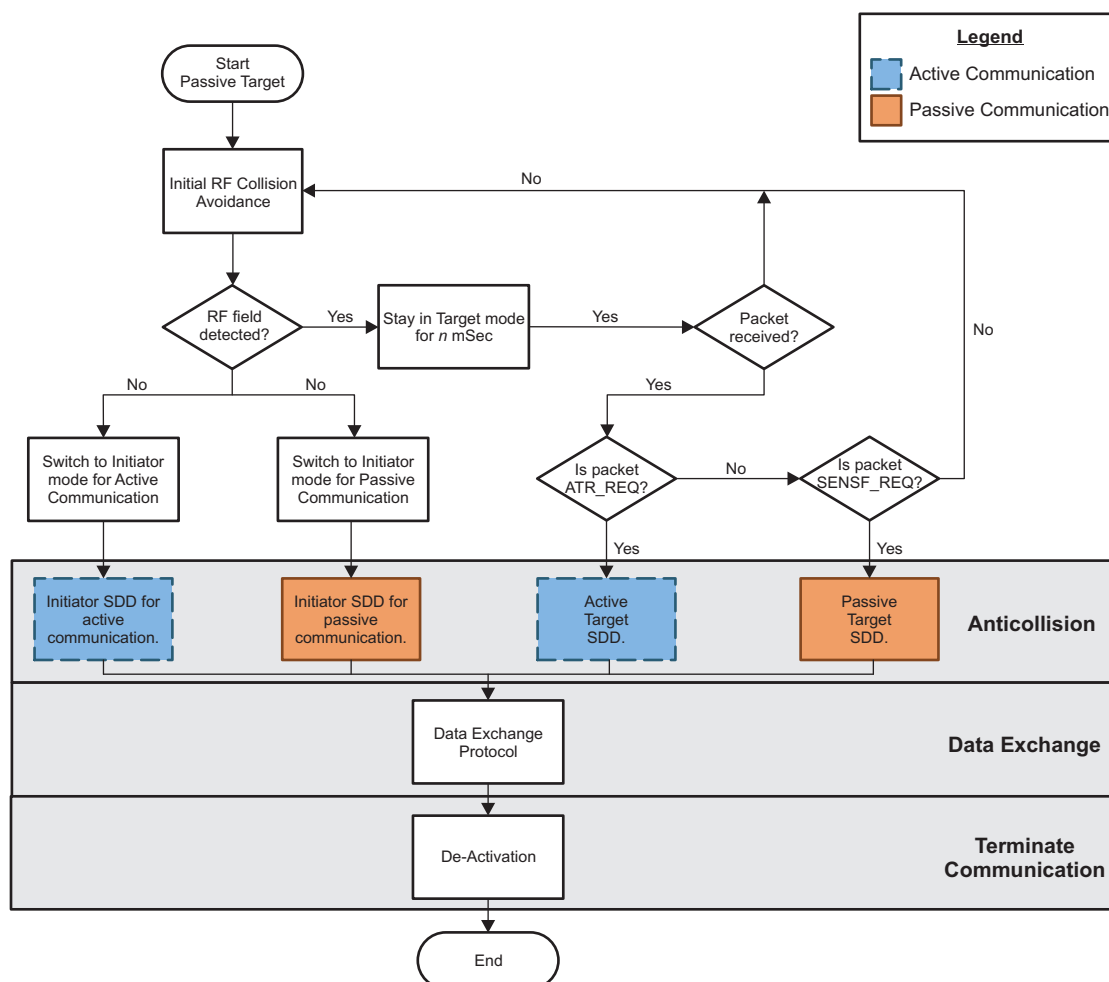 Legend
Active Communication
Passive Communication
Start
Passive Target
Initial RF Collision
Avoidance
No
RF field
detected?
Yes
Stay in Target mode
for n mSec
Yes
Packet
received?
No
No
No
Yes
Switch to Initiator
mode for Active
Communication
Switch to Initiator
mode for Passive
Communication
Is packet
ATR_REQ?
No
Is packet
SENSF_REQ?
Yes
Yes
Initiator SDD for
active
communication.
Initiator SDD for
passive
communication.
Active
Target
SDD.
Passive
Target
SDD.
Anticollision
Data Exchange
Protocol
Data Exchange
De-Activation
Terminate
Communication
End